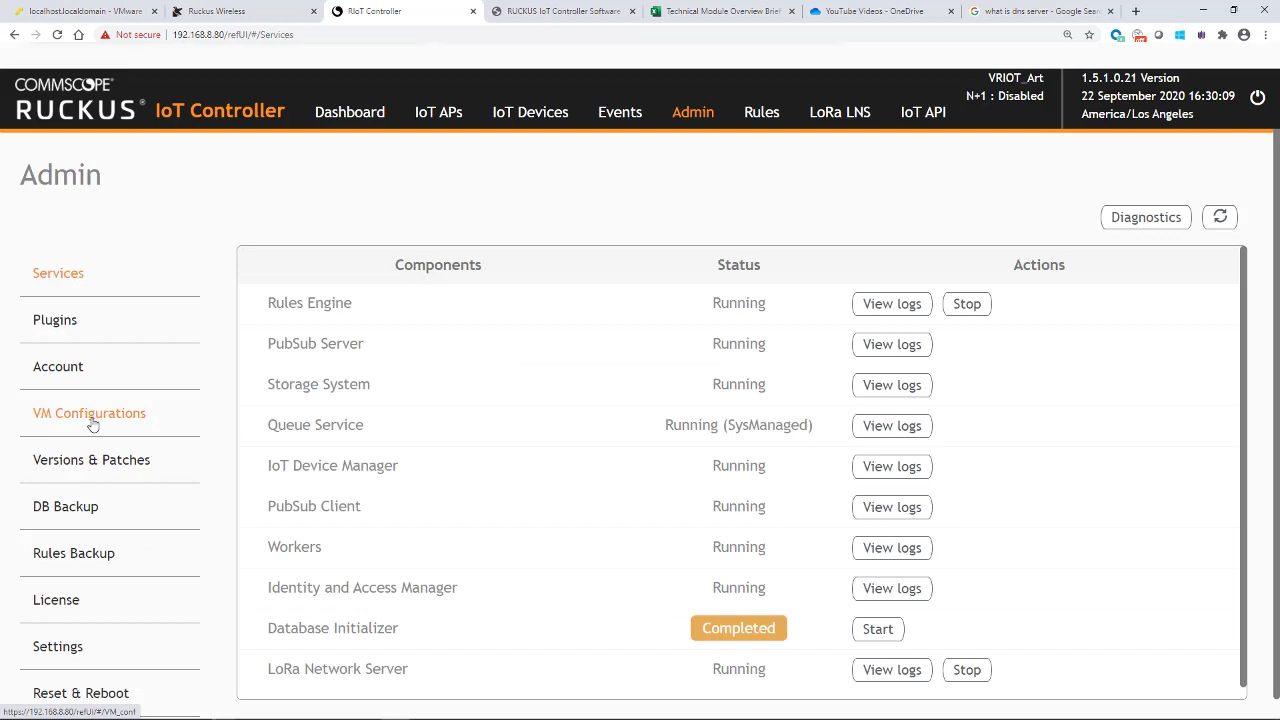 localhost.localdomain - VMware
Ruckus Wireless
RIoT Controller
RUCKUS IoT Controller Software
Technical Module Overview Brief
YouTube Videos - OneDrive
what is dns server - Google Sear
Not secure
192.168.8.80/refUI/#/Services
COMMSCOPE®
RUCKUS® IoT Controller
Dashboard
IoT APs
IoT Devices
Events
Admin
Rules
LoRa LNS
IoT API
VRIOT_Art
N+1 : Disabled
1.5.1.0.21 Version
22 September 2020 16:30:09
America/Los Angeles
Admin
Diagnostics
Services
Plugins
Account
VM Configurations
Versions & Patches
DB Backup
Rules Backup
License
Settings
Reset & Reboot
Components Status Actions
Rules Engine Running View logs Stop
PubSub Server Running View logs
Storage System Running View logs
Queue Service Running (SysManaged) View logs
IoT Device Manager Running View logs
PubSub Client Running View logs
Workers Running View logs
Identity and Access Manager Running View logs
Database Initializer Completed Start
LoRa Network Server Running View logs Stop
https://192.168.8.80/refUI/#/VM_conf